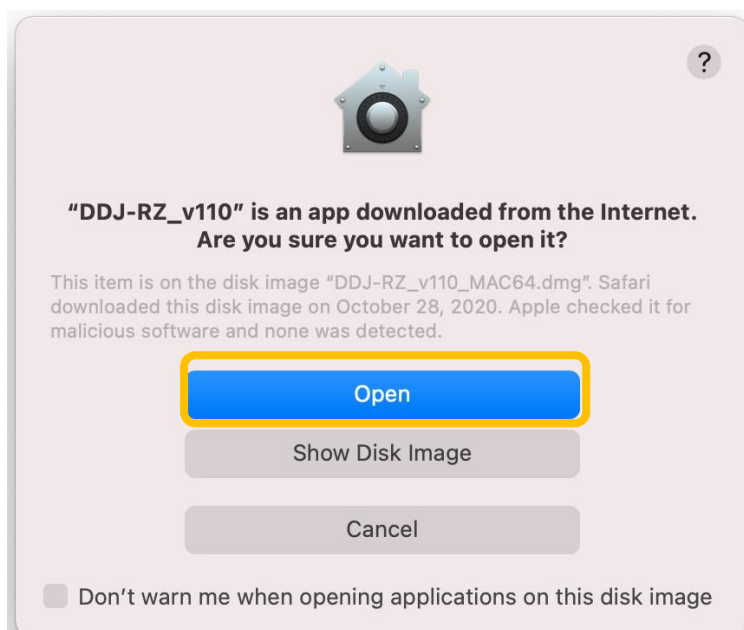 ?
“DDJ-RZ_v110” is an app downloaded from the Internet.
Are you sure you want to open it?
This item is on the disk image “DDJ-RZ_v110_MAC64.dmg”. Safari
downloaded this disk image on October 28, 2020. Apple checked it for
malicious software and none was detected.
Open
Show Disk Image
Cancel
Don’t warn me when opening applications on this disk image